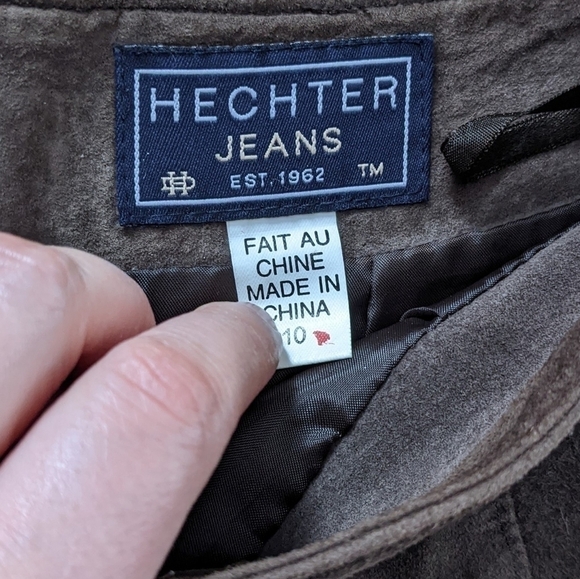 HECHTER
JEANS
EST. 1962 TM
FAIT AU
CHINE
MADE IN
CHINA
10